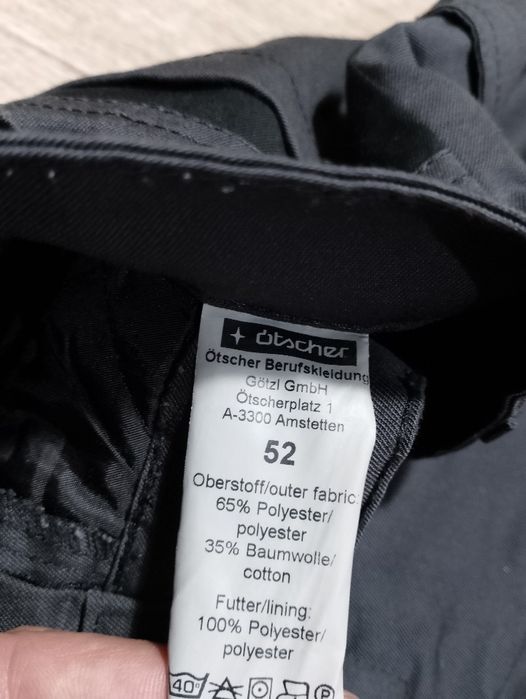 ötscher
Ötscher Berufskleidung
Götzl GmbH
Ötscherplatz 1
A-3300 Amstetten
52
Oberstoff/outer fabric
65% Polyester/
polyester
35% Baumwolle/
cotton
Futter/lining:
100% Polyester/
polyester
40° P